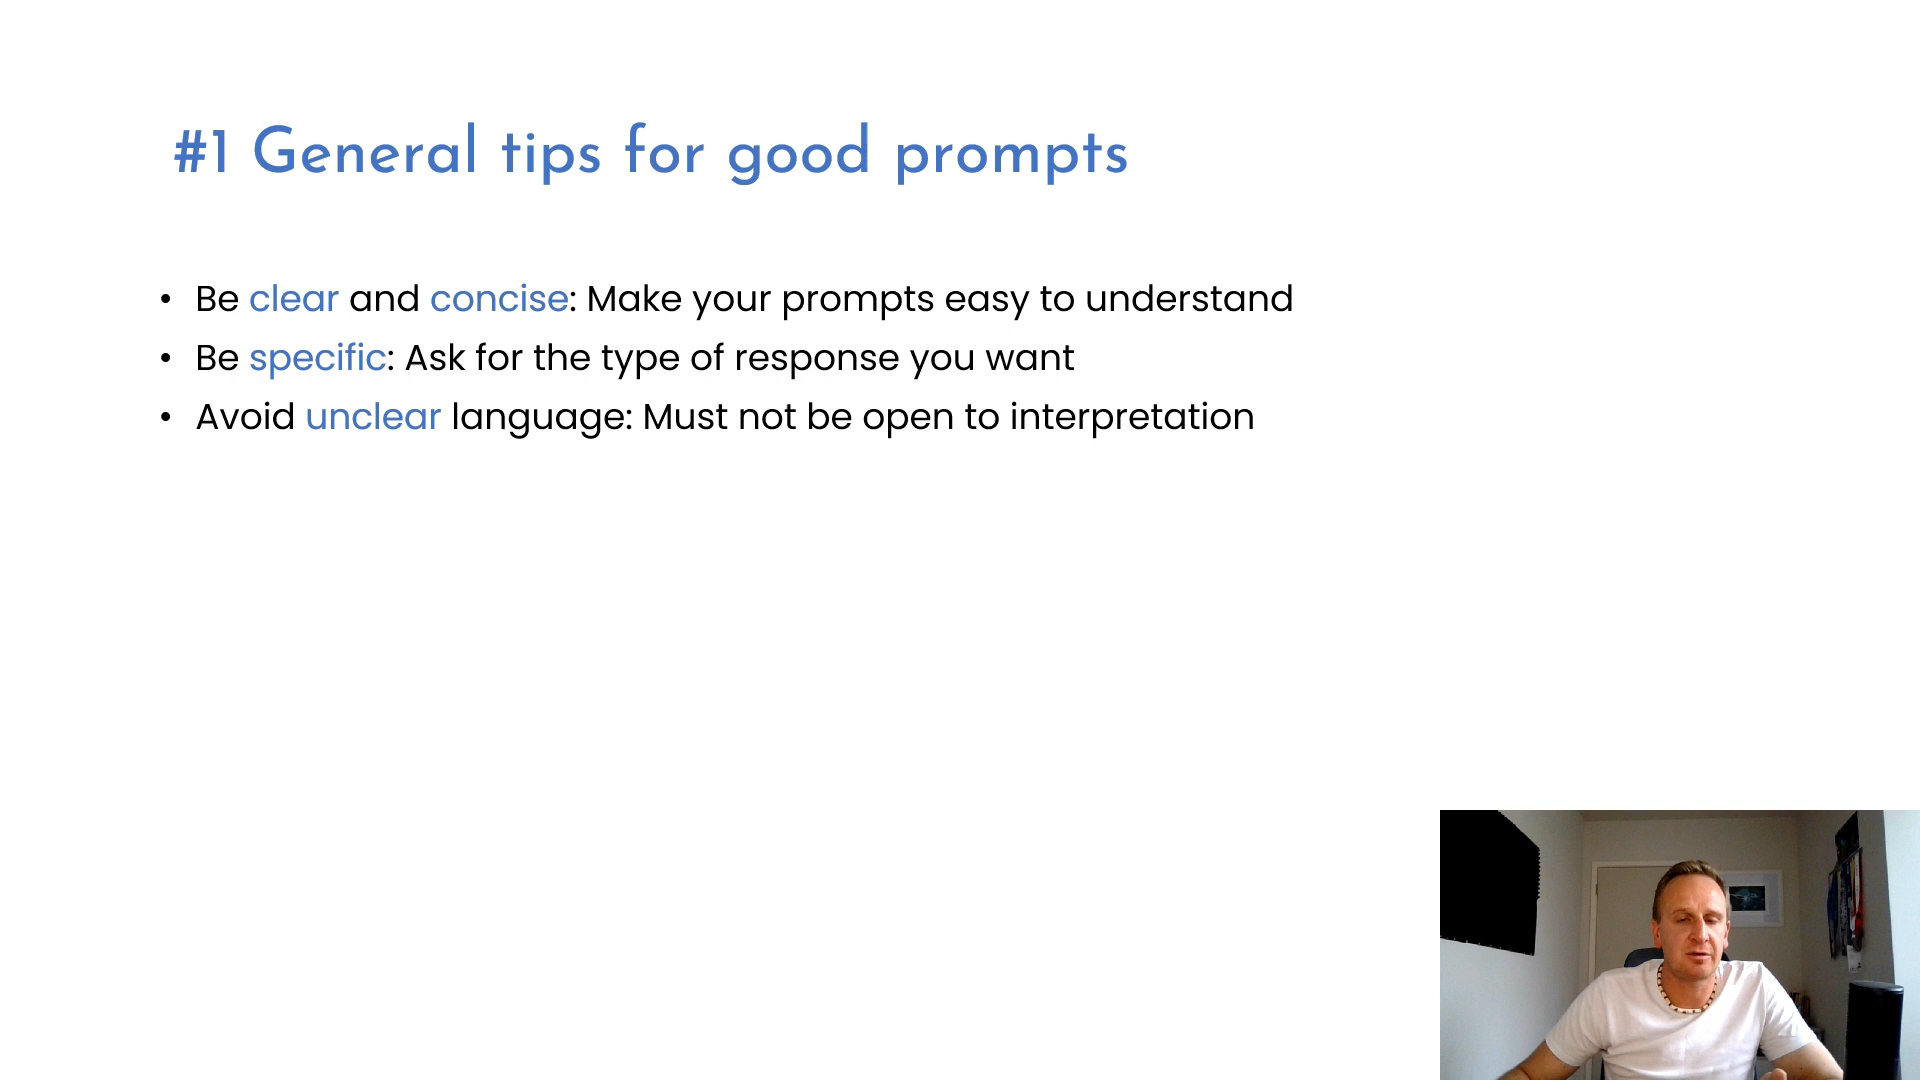 #1 General tips for good prompts
• Be clear and concise: Make your prompts easy to understand
• Be specific: Ask for the type of response you want
• Avoid unclear language: Must not be open to interpretation